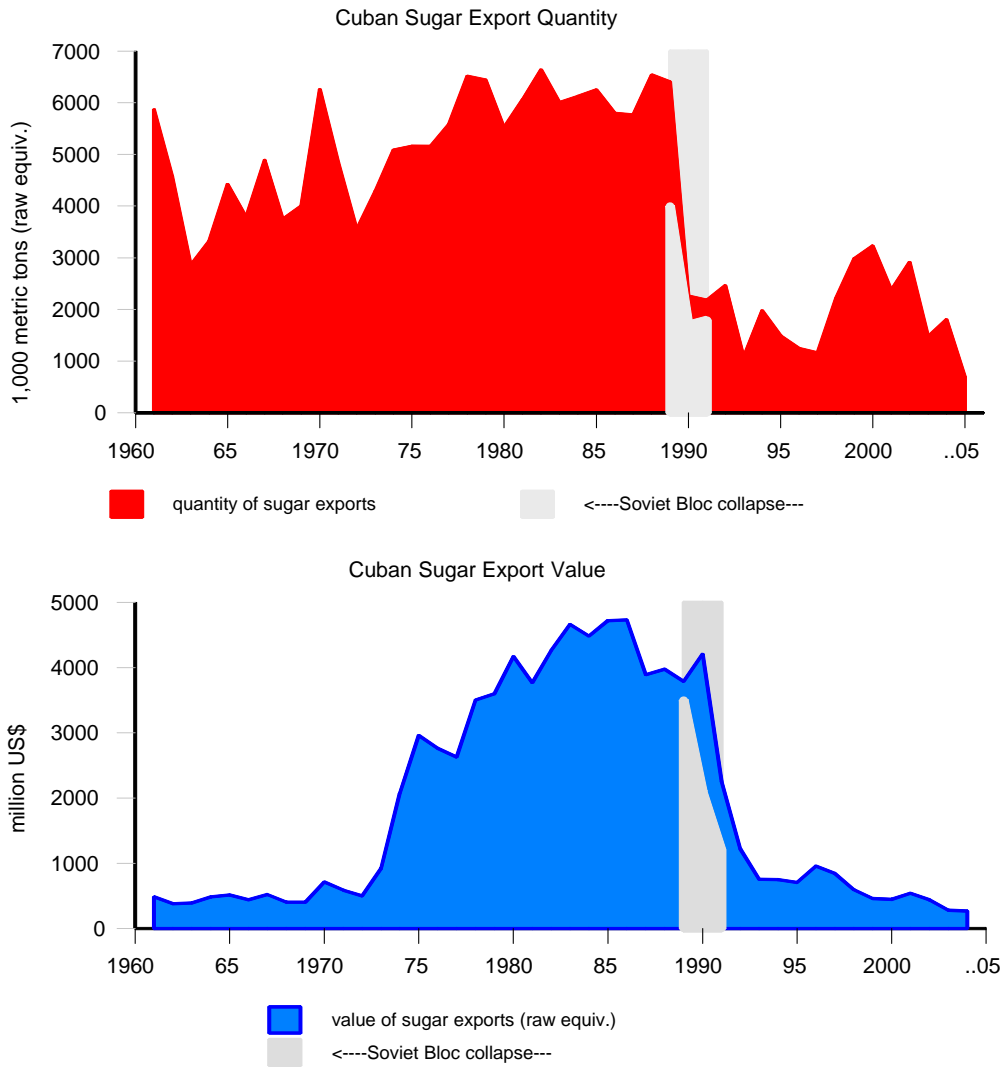 Cuban Sugar Export Quantity
7000
6000
5000
4000
3000
2000
1000
0
1,000 metric tons (raw equiv.)
1960 65 1970 75 1980 85 1990 95 2000 ..05
quantity of sugar exports <----Soviet Bloc collapse---
Cuban Sugar Export Value
5000
4000
3000
2000
1000
0
million US$
1960 65 1970 75 1980 85 1990 95 2000 ..05
value of sugar exports (raw equiv.)
<----Soviet Bloc collapse---